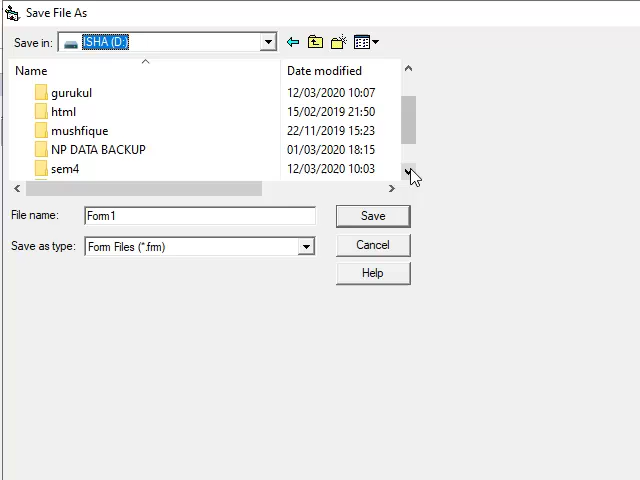 Save File As
Save in: ISHA (D:)
Name Date modified
gurukul 12/03/2020 10:07
html 15/02/2019 21:50
mushfique 22/11/2019 15:23
NP DATA BACKUP 01/03/2020 18:15
sem4 12/03/2020 10:03
File name: Form1 Save
Save as type: Form Files (*.frm) Cancel
Help